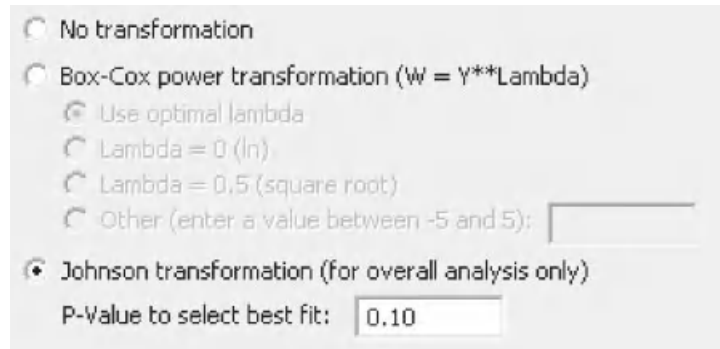 No transformation
Box-Cox power transformation (W = Y**Lambda)
Use optimal lambda
Lambda = 0 (ln)
Lambda = 0.5 (square root)
Other (enter a value between -5 and 5):
Johnson transformation (for overall analysis only)
P-Value to select best fit: 0.10